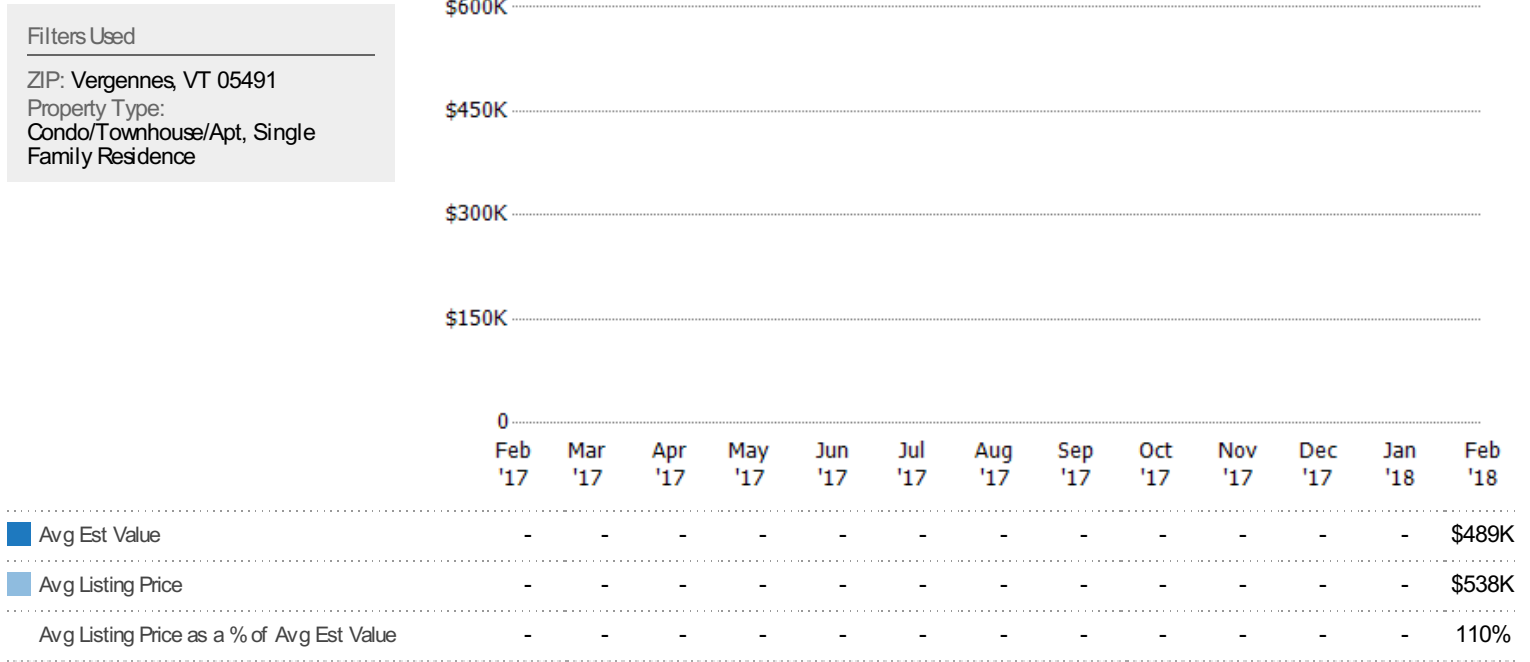 Filters Used
ZIP: Vergennes, VT 05491
Property Type:
Condo/Townhouse/Apt, Single
Family Residence
$600K
$450K
$300K
$150K
0
Feb Mar Apr May Jun Jul Aug Sep Oct Nov Dec Jan Feb
'17 '17 '17 '17 '17 '17 '17 '17 '17 '17 '17 '18 '18
Avg Est Value - - - - - - - - - - - - $489K
Avg Listing Price - - - - - - - - - - - - $538K
Avg Listing Price as a % of Avg Est Value - - - - - - - - - - - - 110%